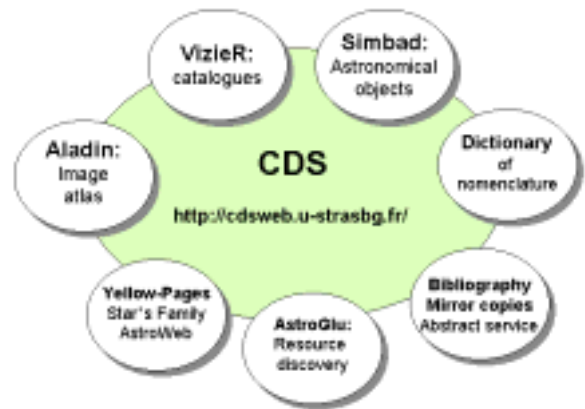 VizieR:
catalogues
Simbad:
Astronomical
objects
Aladin:
Image
atlas
CDS
http://cdsweb.u-strasbg.fr/
Dictionary
of
nomenclature
Yellow-Pages
Star's Family
AstroWeb
AstroGlu:
Resource
discovery
Bibliography
Mirror copies
Abstract service